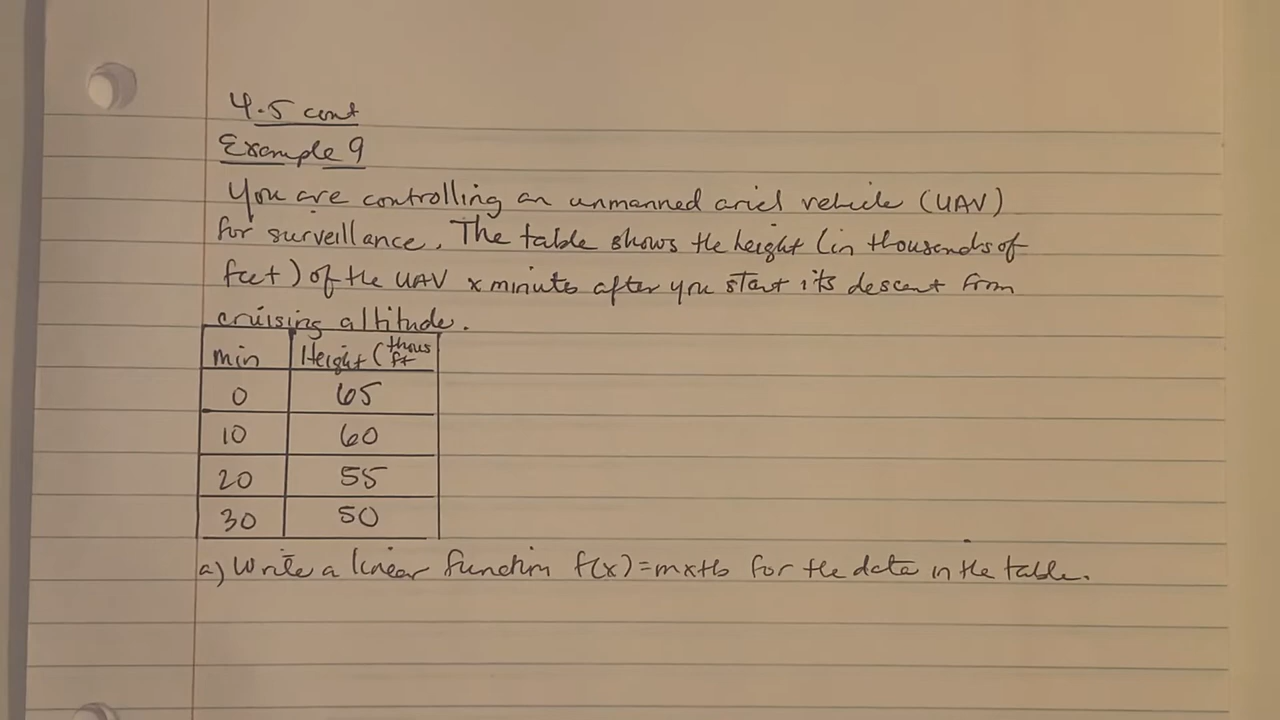 4.5 cont
Example 9
You are controlling an unmanned ariel vehicle (UAV)
for surveillance. The table shows the height (in thousands of
feet) of the UAV x minutes after you start its descent from
cruising altitude.
min Height (thous ft
0 65
10 60
20 55
30 50
a) Write a linear function f(x)=mx+b for the data in the table.